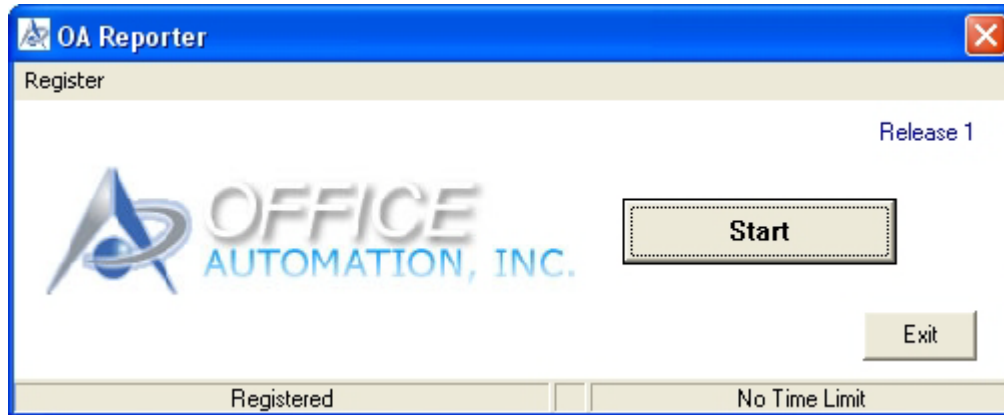 OA Reporter
Register
Release 1
OFFICE
AUTOMATION, INC.
Start
Exit
Registered
No Time Limit